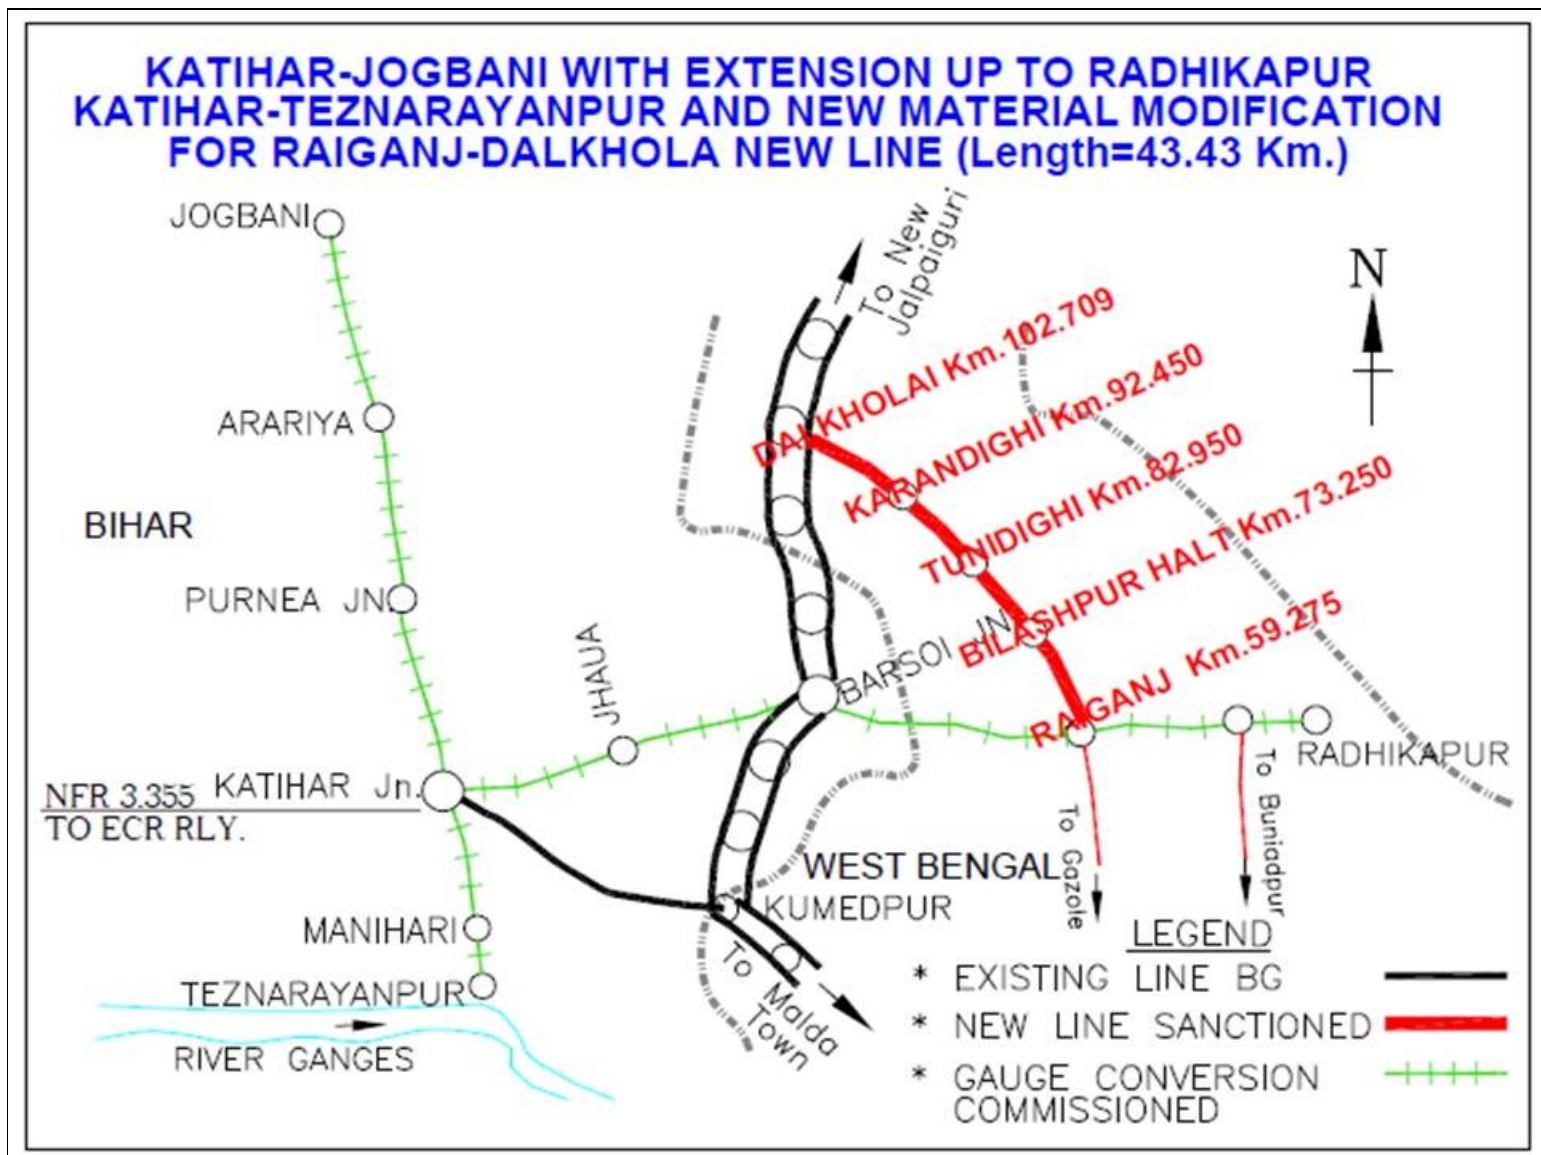 KATIHAR-JOGBANI WITH EXTENSION UP TO RADHIKAPUR
KATIHAR-TEZNARAYANPUR AND NEW MATERIAL MODIFICATION
FOR RAIGANJ-DALKHOLA NEW LINE (Length=43.43 Km.)
JOGBANI
To New
Jalpaiguri
N
DALKHOLAI Km.102.709
ARARIYA
KARANDIGHI Km.92.450
BIHAR
TUNIDIGHI Km.82.950
PURNEA JN.
BILASHPUR HALT Km.73.250
JHAUA
BARSOI JN
RAIGANJ Km.59.275
RADHIKAPUR
KATIHAR Jn.
NFR 3.355
TO ECR RLY.
To Gazole
To Buniadpur
WEST BENGAL
KUMEDPUR
MANIHARI
To Malda
Town
TEZNARAYANPUR
RIVER GANGES
LEGEND
* EXISTING LINE BG
* NEW LINE SANCTIONED
* GAUGE CONVERSION
COMMISSIONED